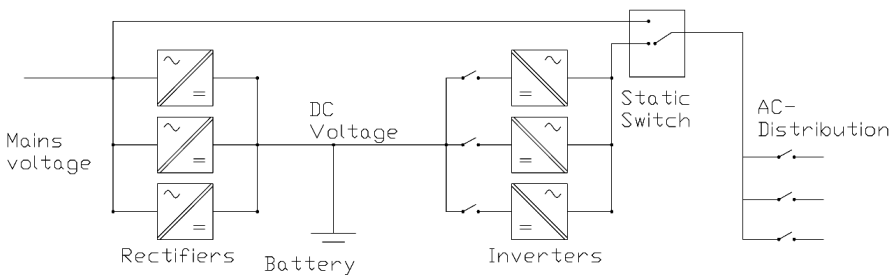 Mains
voltage
Rectifiers
DC
Voltage
Battery
Inverters
Static
Switch
AC-
Distribution